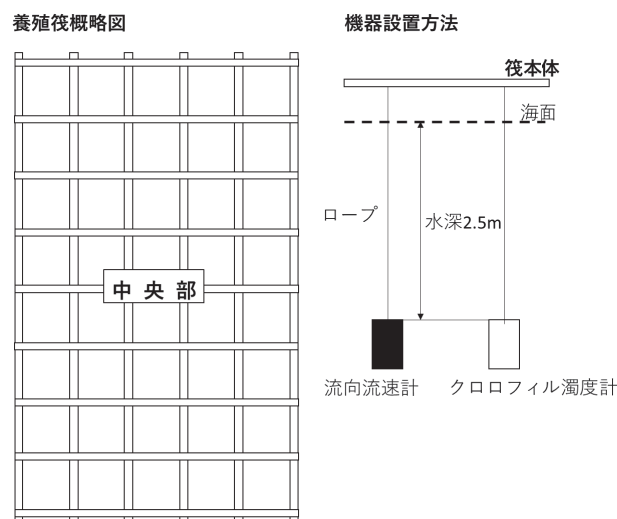 養殖筏概略図
中央部
機器設置方法
筏本体
海面
ロープ
水深2.5m
流向流速計
クロロフィル濁度計